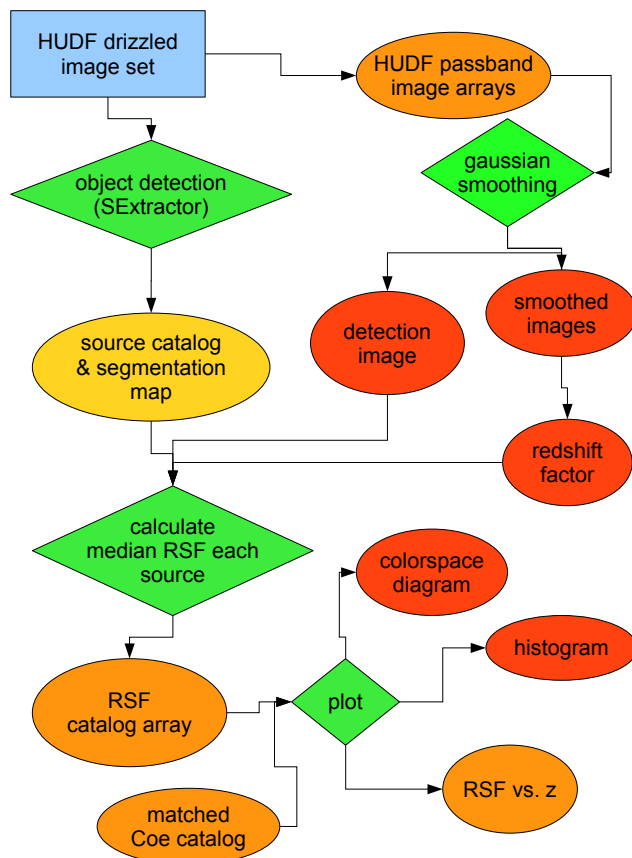 HUDF drizzled
image set
HUDF passband
image arrays
object detection
(SExtractor)
gaussian
smoothing
source catalog
& segmentation
map
detection
image
smoothed
images
redshift
factor
calculate
median RSF each
source
colorspace
diagram
histogram
RSF
catalog array
plot
RSF vs. z
matched
Coe catalog